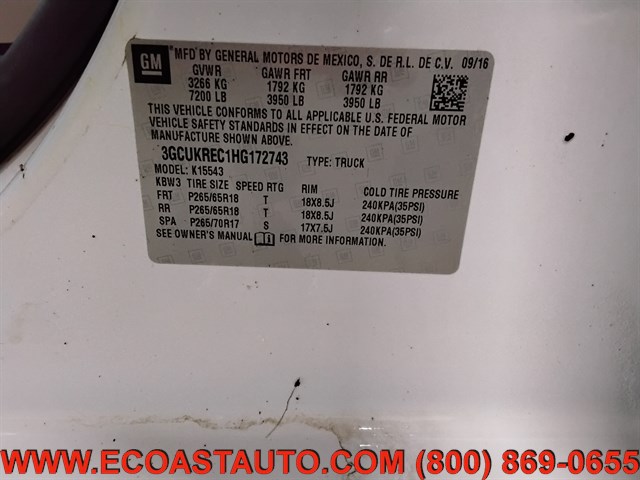 GM
MFD BY GENERAL MOTORS DE MEXICO, S. DE R.L. DE C.V. 09/16
GVWR GAWR FRT GAWR RR
3266 KG 1792 KG 1792 KG
7200 LB 3950 LB 3950 LB
THIS VEHICLE CONFORMS TO ALL APPLICABLE U.S. FEDERAL MOTOR
VEHICLE SAFETY STANDARDS IN EFFECT ON THE DATE OF
MANUFACTURE SHOWN ABOVE.
3GCUKREC1HG172743 TYPE: TRUCK
MODEL: K15543
KBW3 TIRE SIZE SPEED RTG RIM COLD TIRE PRESSURE
FRT P265/65R18 T 18X8.5J 240KPA(35PSI)
RR P265/65R18 T 18X8.5J 240KPA(35PSI)
SPA P265/70R17 S 17X7.5J 240KPA(35PSI)
SEE OWNER'S MANUAL FOR MORE INFORMATION.
WWW.ECOASTAUTO.COM (800) 869-0655